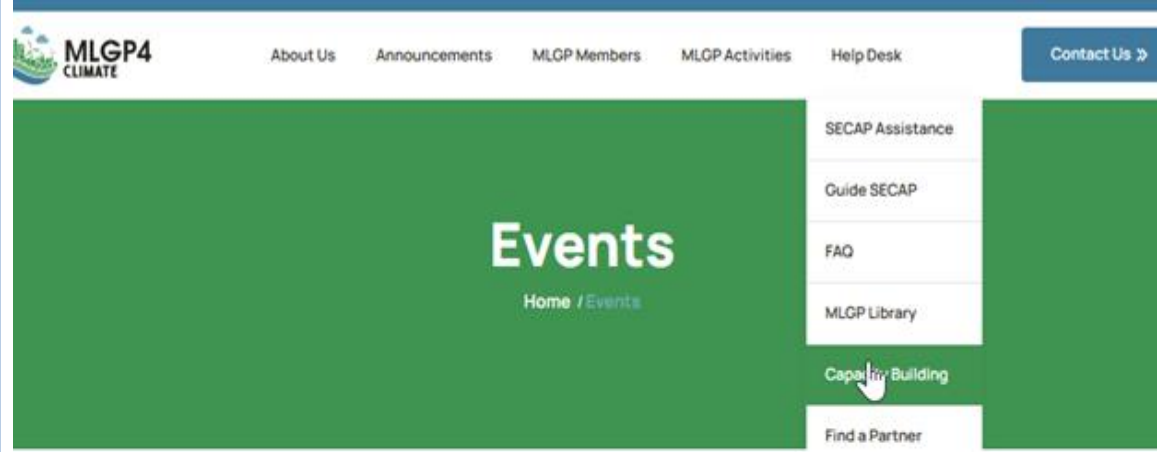 MLGP4
CLIMATE
About Us
Announcements
MLGP Members
MLGP Activities
Help Desk
Contact Us »
SECAP Assistance
Guide SECAP
FAQ
MLGP Library
Capacity Building
Find a Partner
Events
Home / Events